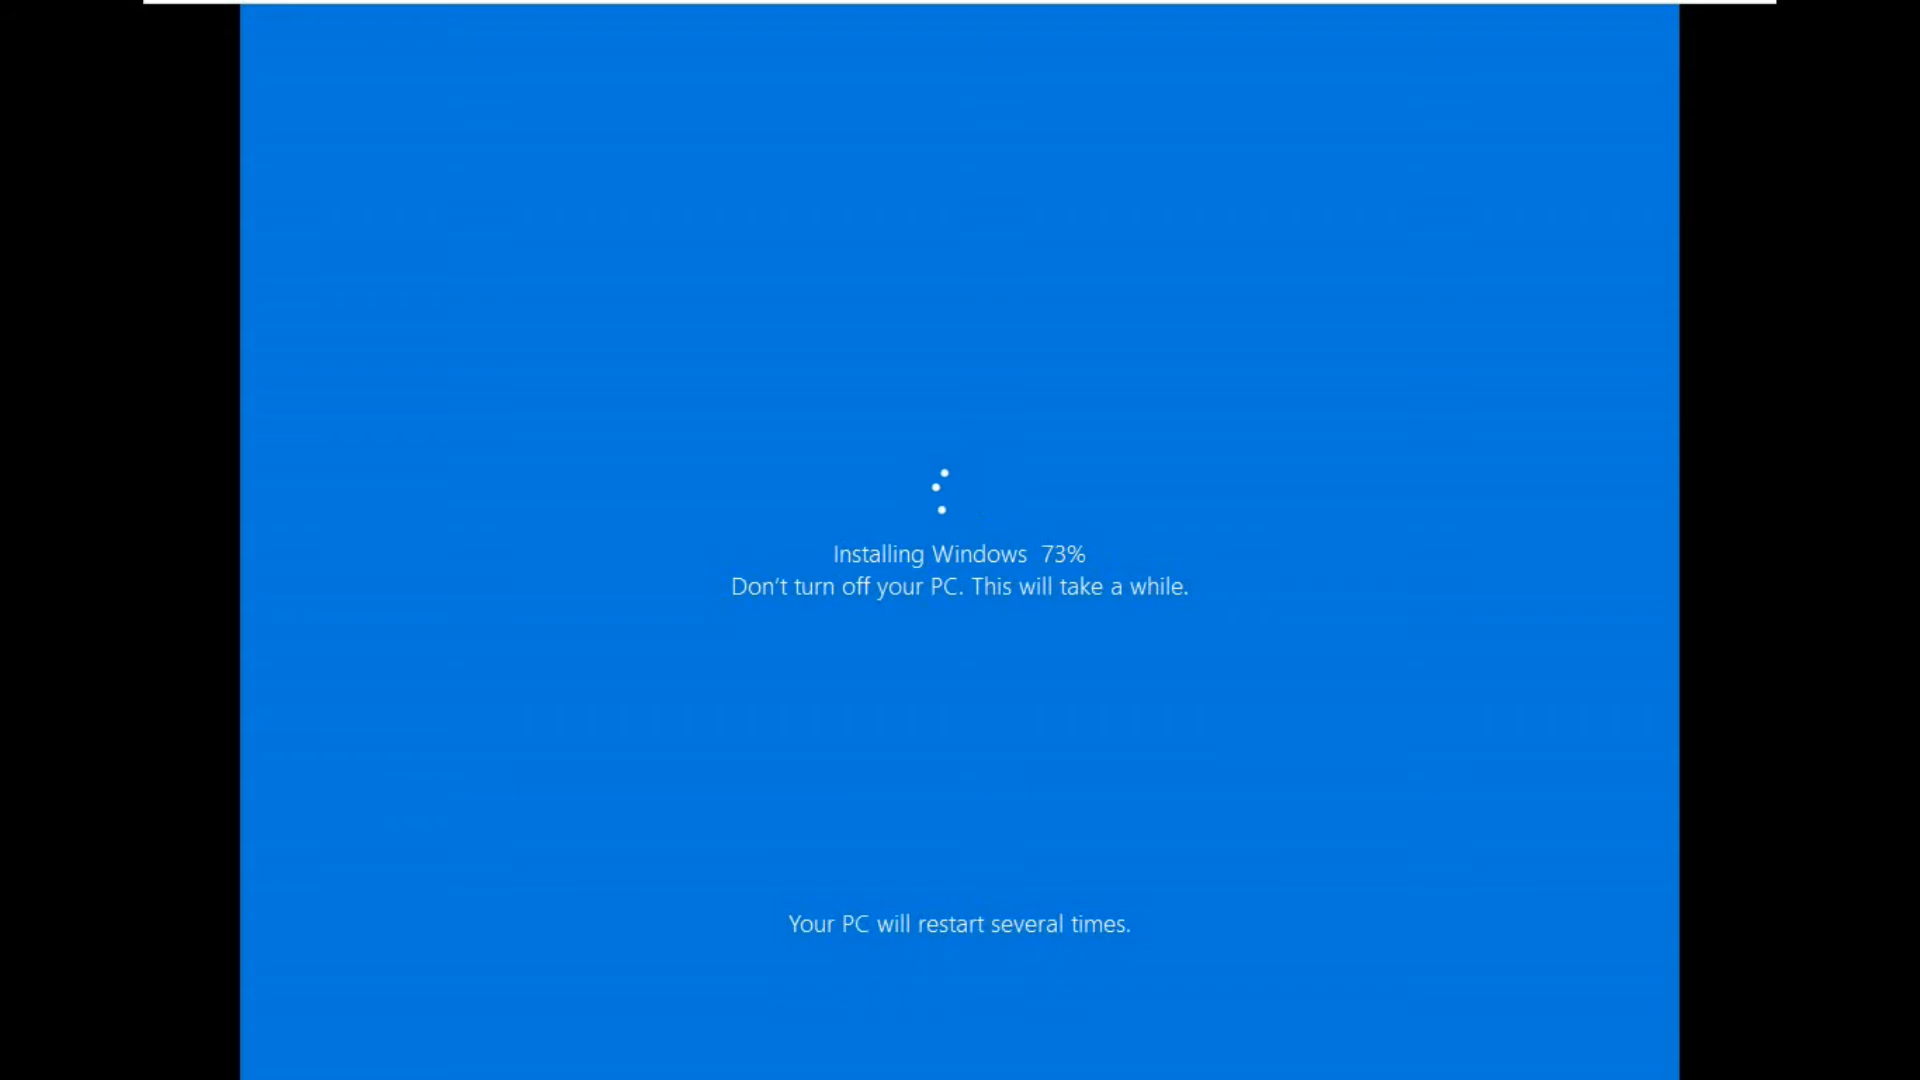 Installing Windows  73%
Don't turn off your PC. This will take a while.
Your PC will restart several times.